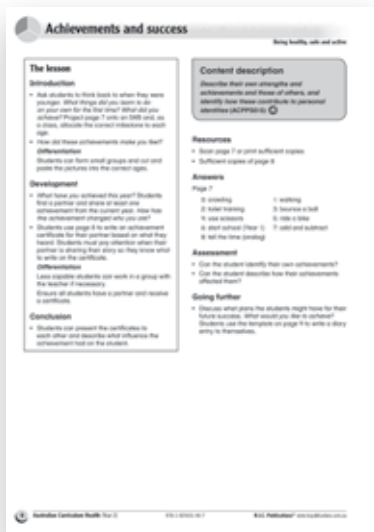 Achievements and success
Being healthy, safe and active
The lesson
Introduction
• Ask students to think back to when they were
younger. What things did you learn to do
on your own for the first time? What did you
achieve? Project page 7 onto an IWB and, as
a class, allocate the correct milestone to each
age.
• How did these achievements make you feel?
Differentiation
Students can form small groups and cut and
paste the pictures into the correct ages.
Development
• What have you achieved this year? Students
find a partner and share at least one
achievement from the current year. How has
the achievement changed who you are?
• Students use page 8 to write an achievement
certificate for their partner based on what they
heard. Students must pay attention when their
partner is sharing their story so they know what
to write on the certificate.
Differentiation
Less capable students can work in a group with
the teacher if necessary.
Ensure all students have a partner and receive
a certificate.
Conclusion
• Students can present the certificates to
each other and describe what influence the
achievement had on the student.
Content description
Describe their own strengths and
achievements and those of others, and
identify how these contribute to personal
identities (ACPPS015)
Resources
• Scan page 7 or print sufficient copies.
• Sufficient copies of page 8
Answers
Page 7
0: crawling 1: walking
2: toilet training 3: bounce a ball
4: use scissors 5: ride a bike
6: start school (Year 1) 7: add and subtract
8: tell the time (analog)
Assessment
• Can the student identify their own achievements?
• Can the student describe how their achievements
affected them?
Going further
• Discuss what plans the students might have for their
future success. What would you like to achieve?
Students use the template on page 9 to write a diary
entry to themselves.
Australian Curriculum Health
R.I.C. Publications®